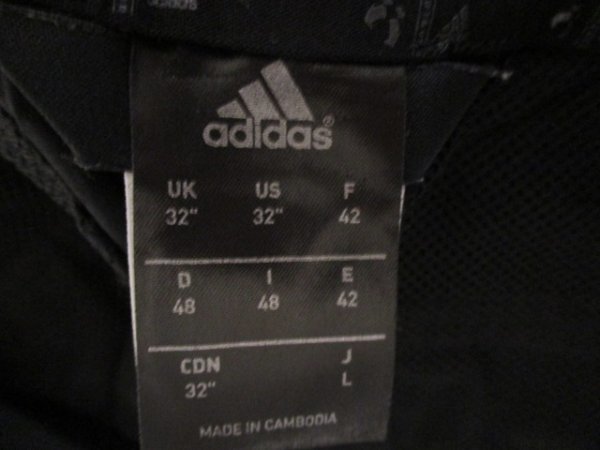 adidas®
UK US F
32" 32" 42
D I E
48 48 42
CDN J
32" L
MADE IN CAMBODIA